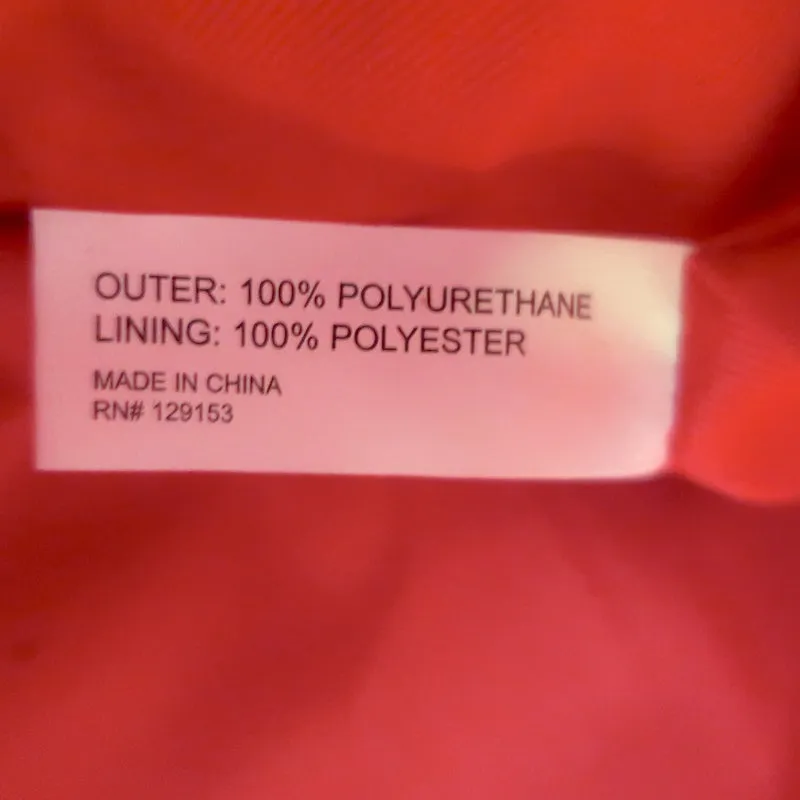 OUTER: 100% POLYURETHANE
LINING: 100% POLYESTER
MADE IN CHINA
RN# 129153